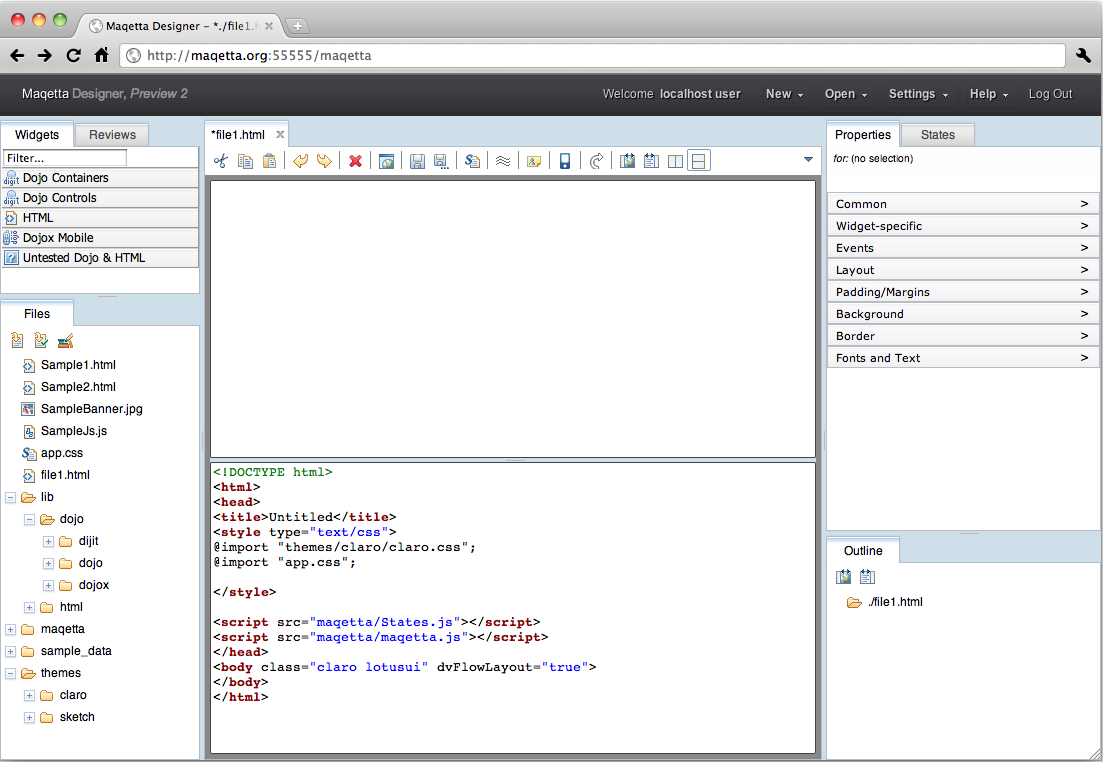 Maqetta Designer – *./file1.h
http://maqetta.org:55555/maqetta
Maqetta Designer, Preview 2
Welcome localhost user New Open Settings Help Log Out
Widgets Reviews
Filter...
digit Dojo Containers
digit Dojo Controls
HTML
Dojox Mobile
? Untested Dojo & HTML
Files
Sample1.html
Sample2.html
SampleBanner.jpg
SampleJs.js
app.css
file1.html
lib
dojo
dijit
dojo
dojox
html
maqetta
sample_data
themes
claro
sketch
*file1.html
<!DOCTYPE html>
<html>
<head>
<title>Untitled</title>
<style type="text/css">
@import "themes/claro/claro.css";
@import "app.css";
</style>
<script src="maqetta/States.js"></script>
<script src="maqetta/maqetta.js"></script>
</head>
<body class="claro lotusui" dvFlowLayout="true">
</body>
</html>
Properties States
for: (no selection)
Common >
Widget-specific >
Events >
Layout >
Padding/Margins >
Background >
Border >
Fonts and Text >
Outline
./file1.html